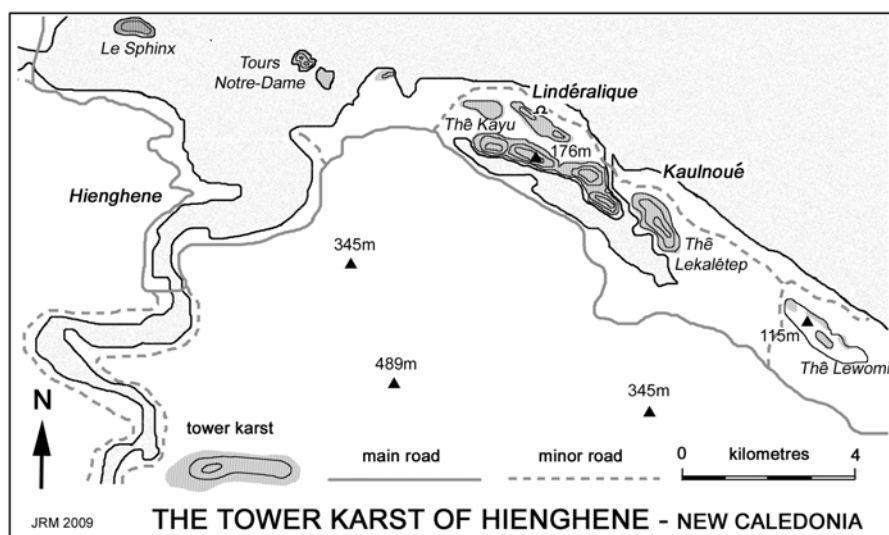 Le Sphinx
Tours
Notre-Dame
Lindéralique
Thê Kayu
176m
Kaulnoué
Hienghene
Thê
Lekalétep
345m
115m
Thê Lewomi
489m
345m
N
tower karst
main road
minor road
0 kilometres 4
JRM 2009
THE TOWER KARST OF HIENGHENE - NEW CALEDONIA